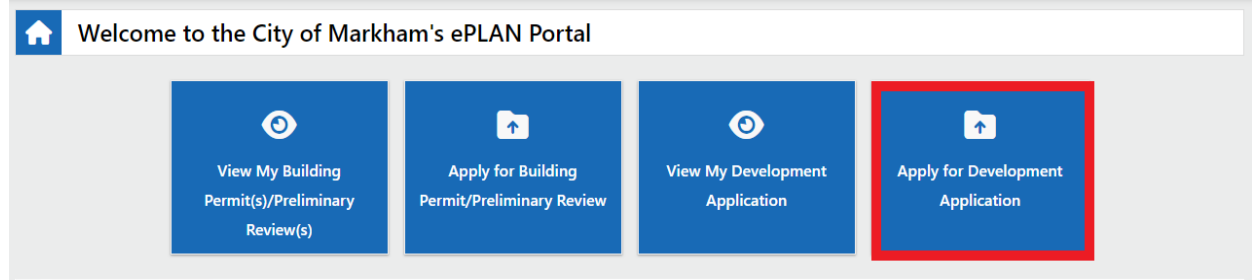 Welcome to the City of Markham's ePLAN Portal
View My Building
Permit(s)/Preliminary
Review(s)
Apply for Building
Permit/Preliminary Review
View My Development
Application
Apply for Development
Application